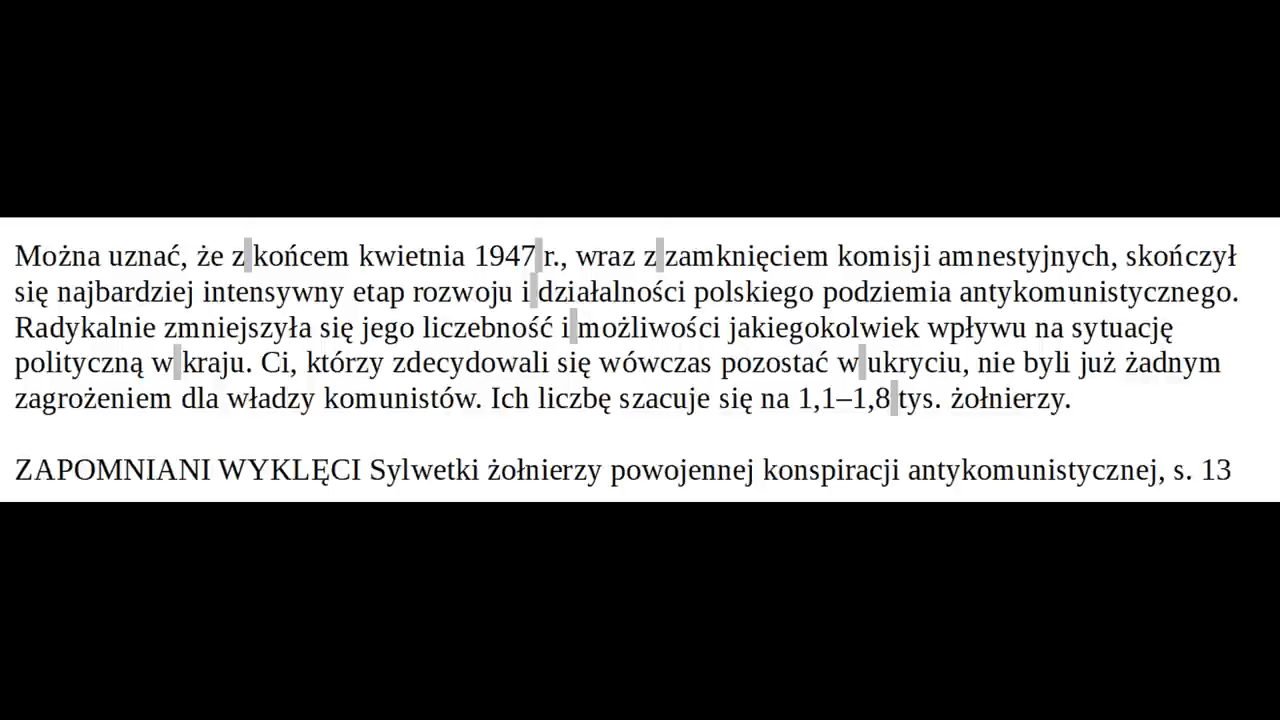 Można uznać, że z końcem kwietnia 1947 r., wraz z zamknięciem komisji amnestyjnych, skończył
się najbardziej intensywny etap rozwoju i działalności polskiego podziemia antykomunistycznego.
Radykalnie zmniejszyła się jego liczebność i możliwości jakiegokolwiek wpływu na sytuację
polityczną w kraju. Ci, którzy zdecydowali się wówczas pozostać w ukryciu, nie byli już żadnym
zagrożeniem dla władzy komunistów. Ich liczbę szacuje się na 1,1–1,8 tys. żołnierzy.
ZAPOMNIANI WYKLĘCI Sylwetki żołnierzy powojennej konspiracji antykomunistycznej, s. 13